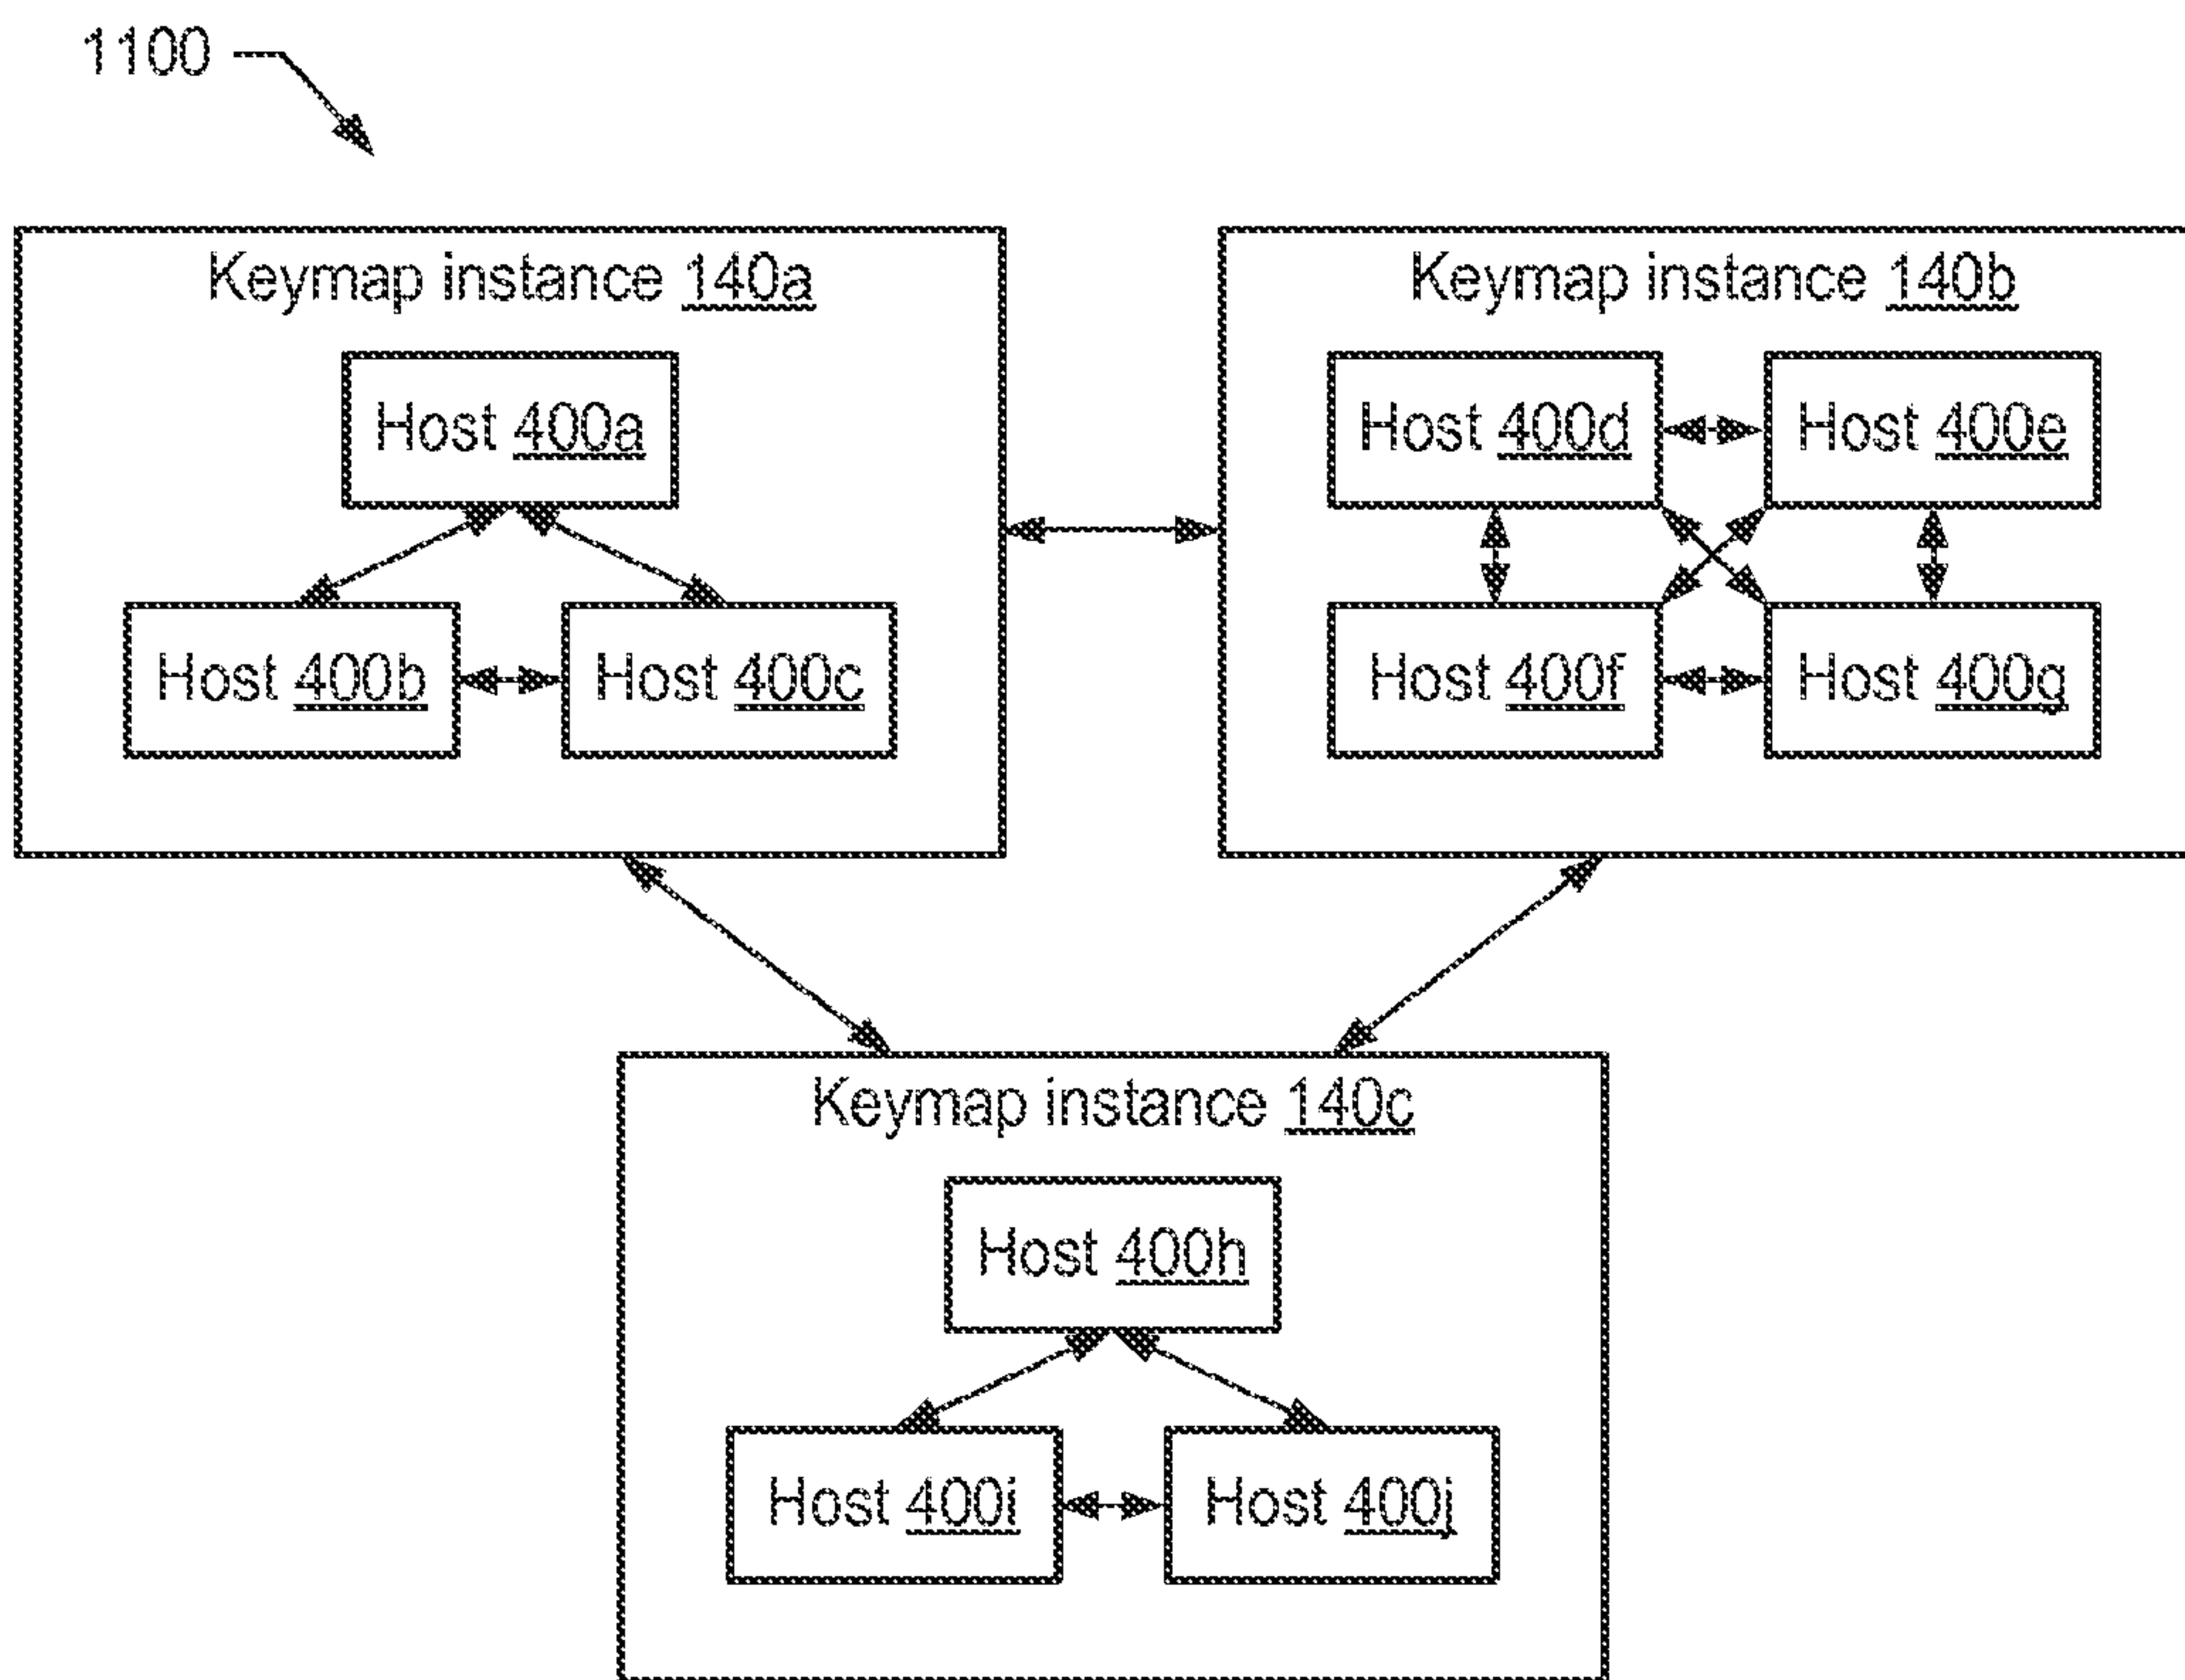 1100
Keymap instance 140a
Keymap instance 140b
Host 400a
Host 400d
Host 400e
Host 400b
Host 400c
Host 400f
Host 400g
Keymap instance 140c
Host 400h
Host 400i
Host 400j